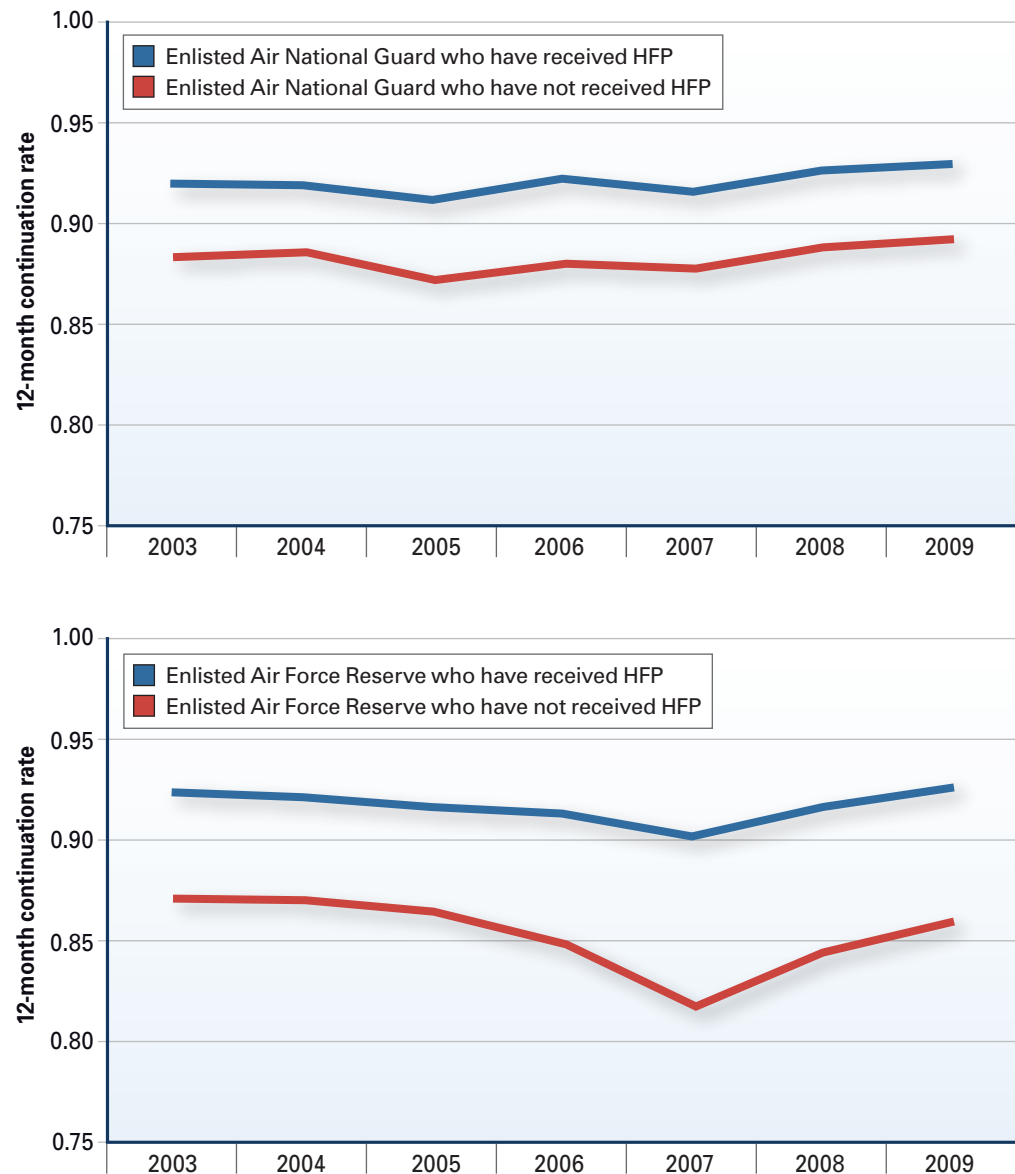 1.00
Enlisted Air National Guard who have received HFP
Enlisted Air National Guard who have not received HFP
0.95
0.90
0.85
0.80
0.75
12-month continuation rate
2003 2004 2005 2006 2007 2008 2009
1.00
Enlisted Air Force Reserve who have received HFP
Enlisted Air Force Reserve who have not received HFP
0.95
0.90
0.85
0.80
0.75
12-month continuation rate
2003 2004 2005 2006 2007 2008 2009